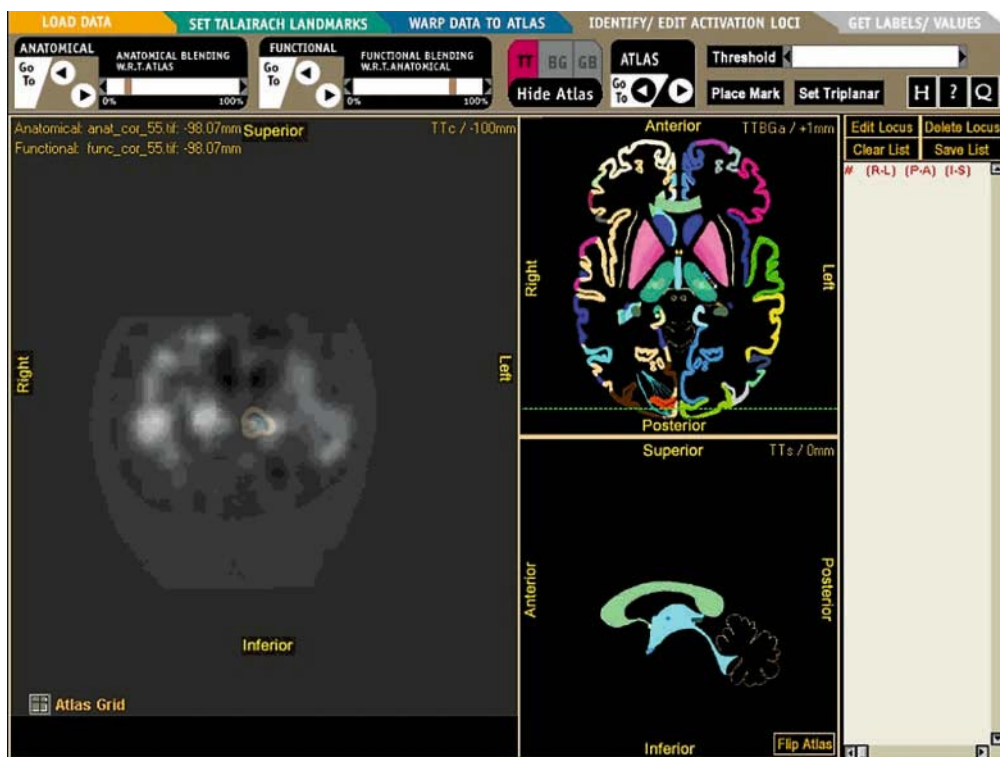 LOAD DATA
SET TALAIRACH LANDMARKS
WARP DATA TO ATLAS
IDENTIFY/ EDIT ACTIVATION LOCI
GET LABELS/ VALUES
ANATOMICAL
Go To
ANATOMICAL BLENDING
W.R.T.ATLAS
0% 100%
FUNCTIONAL
Go To
FUNCTIONAL BLENDING
W.R.T.ANATOMICAL
0% 100%
TT BG GB
Hide Atlas
ATLAS
Go To
Threshold
Place Mark
Set Triplanar
H ? Q
Anatomical: anat_cor_55.tif: -98.07mm
Functional: func_cor_55.tif: -98.07mm
Superior
TTc / -100mm
Right
Left
Inferior
Atlas Grid
Anterior
TTBGa / +1mm
Right
Left
Posterior
Superior
TTs / 0mm
Anterior
Posterior
Inferior
Flip Atlas
Edit Locus Delete Locus
Clear List Save List
# (R-L) (P-A) (I-S)